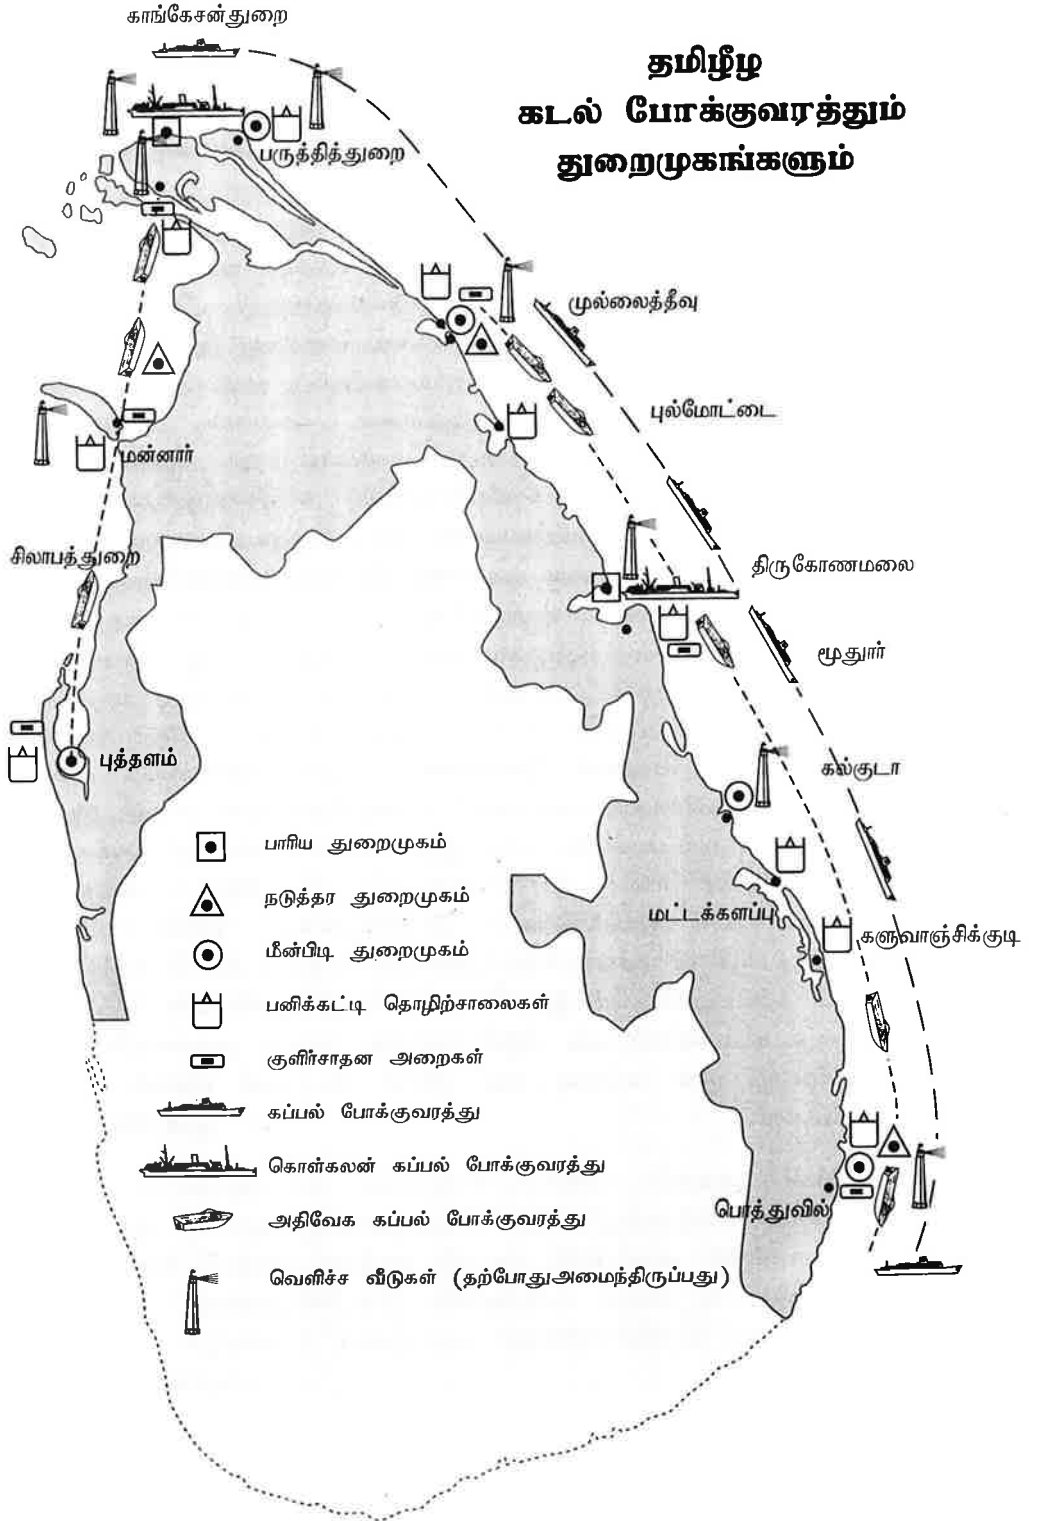 காங்கேசன்துறை
தமிழீழ
கடல் போக்குவரத்தும்
துறைமுகங்களும்
பருத்தித்துறை
முல்லைத்தீவு
புல்மோட்டை
மன்னார்
சிலாபத்துறை
திருகோணமலை
மூதூர்
புத்தளம்
கல்குடா
பாரிய துறைமுகம்
நடுத்தர துறைமுகம்
மட்டக்களப்பு
களுவாஞ்சிக்குடி
மீன்பிடி துறைமுகம்
பனிக்கட்டி தொழிற்சாலைகள்
குளிர்சாதன அறைகள்
கப்பல் போக்குவரத்து
கொள்கலன் கப்பல் போக்குவரத்து
பொத்துவில்
அதிவேக கப்பல் போக்குவரத்து
வெளிச்ச வீடுகள் (தற்போதுஅமைந்திருப்பது)